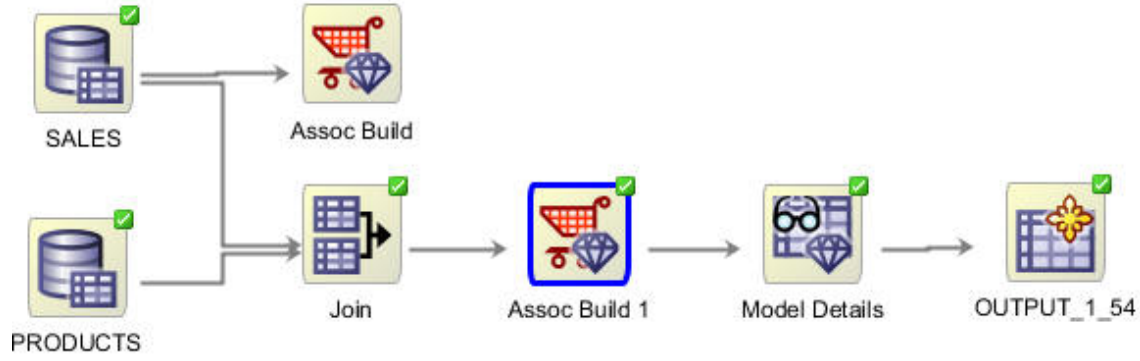 SALES
Assoc Build
PRODUCTS
Join
Assoc Build 1
Model Details
OUTPUT_1_54